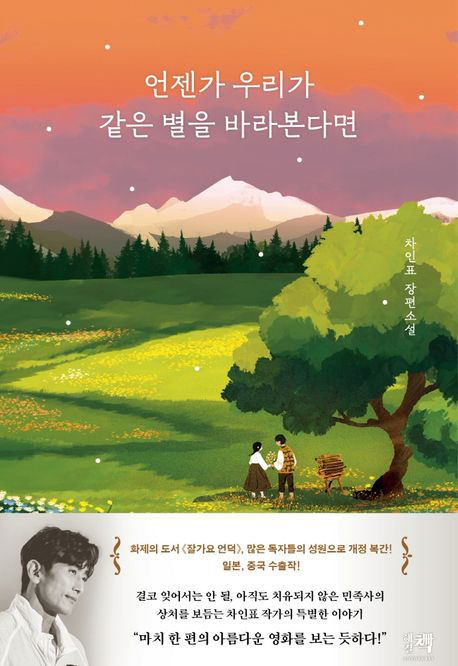 언젠가 우리가
같은 별을 바라본다면
차인표 장편소설
화제의 도서 《잘가요 언덕》, 많은 독자들의 성원으로 개정 복간!
일본, 중국 수출작!
결코 잊어서는 안 될, 아직도 치유되지 않은 민족사의
상처를 보듬는 차인표 작가의 특별한 이야기
“마치 한 편의 아름다운 영화를 보는 듯하다!”